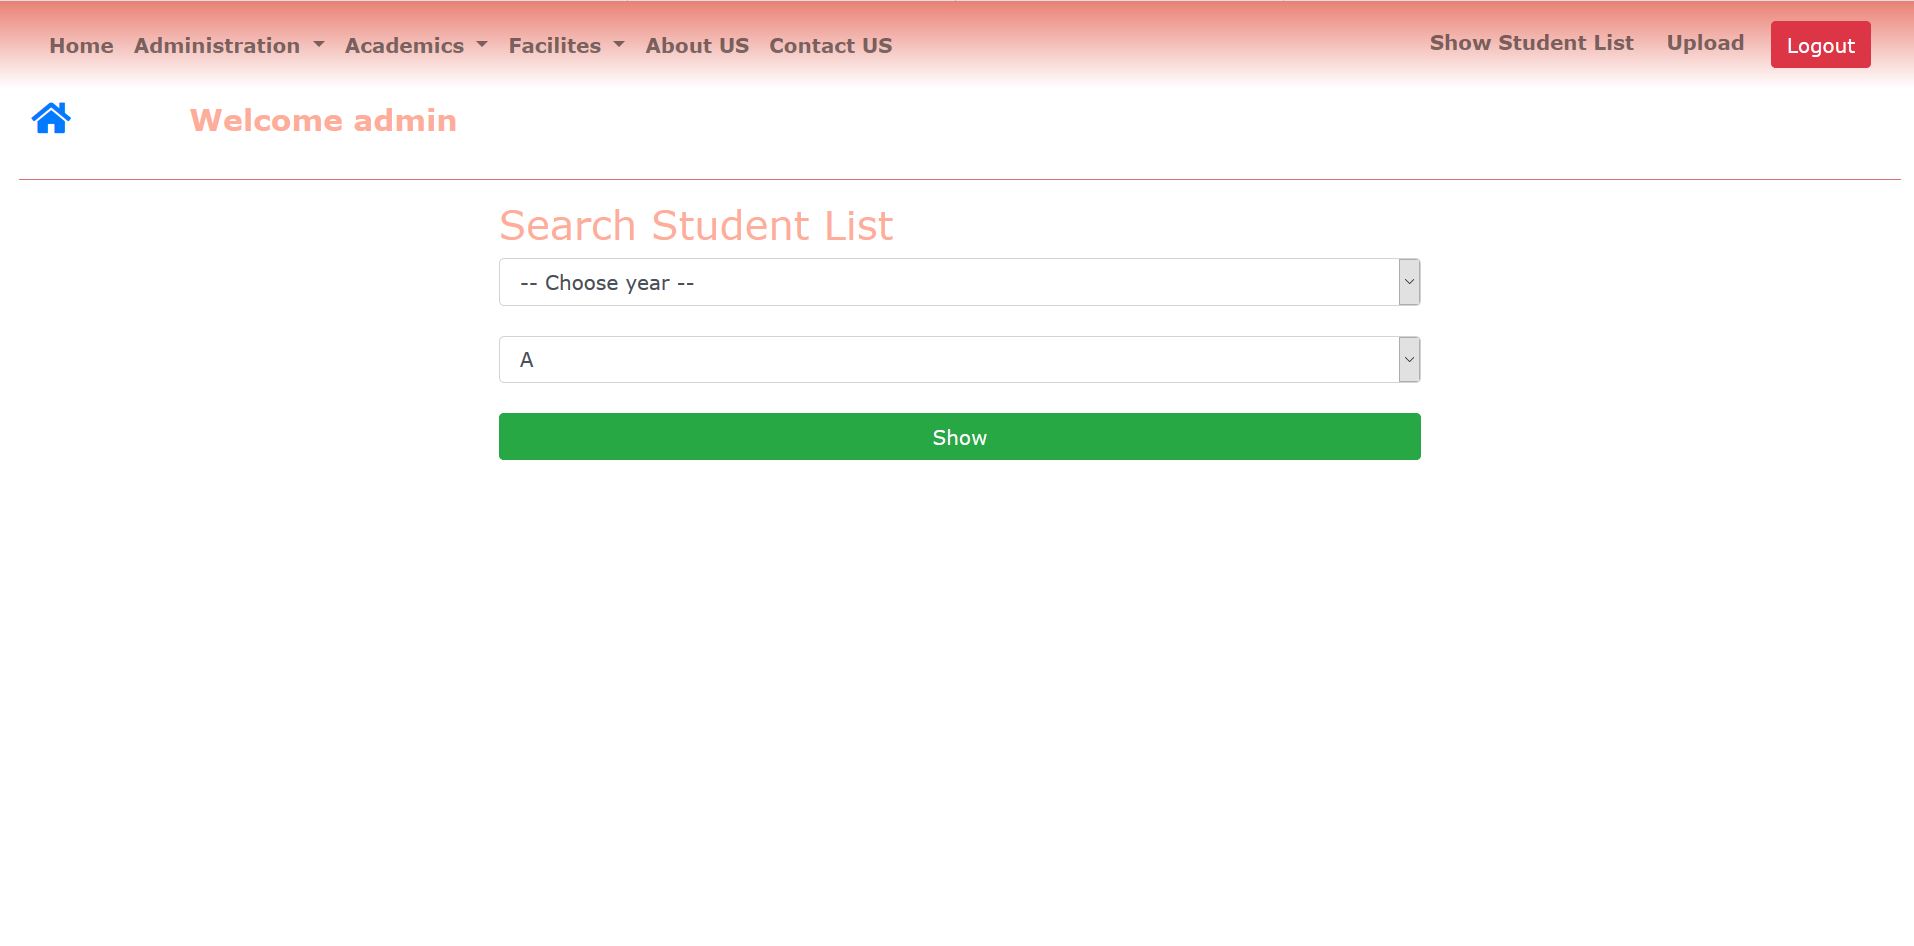 Home Administration Academics Facilites About US Contact US Show Student List Upload Logout
Welcome admin
Search Student List
-- Choose year --
A
Show